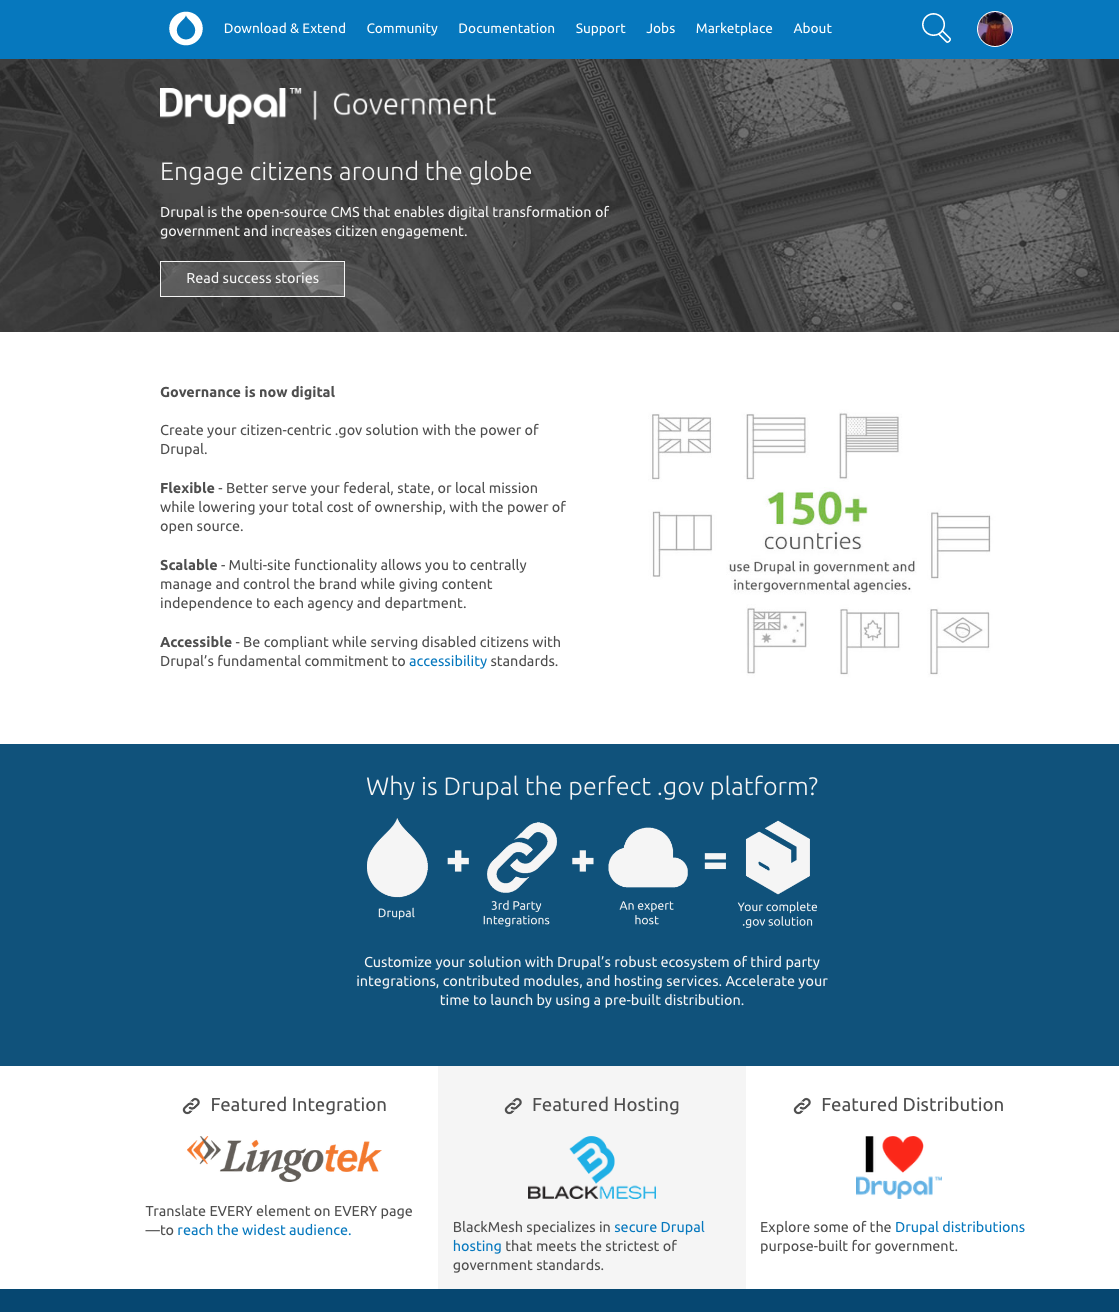 Download & Extend Community Documentation Support Jobs Marketplace About
Drupal™ | Government
Engage citizens around the globe
Drupal is the open-source CMS that enables digital transformation of
government and increases citizen engagement.
Read success stories
Governance is now digital
Create your citizen-centric .gov solution with the power of
Drupal.
Flexible - Better serve your federal, state, or local mission
while lowering your total cost of ownership, with the power of
open source.
Scalable - Multi-site functionality allows you to centrally
manage and control the brand while giving content
independence to each agency and department.
Accessible - Be compliant while serving disabled citizens with
Drupal’s fundamental commitment to accessibility standards.
150+
countries
use Drupal in government and
intergovernmental agencies.
Why is Drupal the perfect .gov platform?
+ + =
Drupal
3rd Party
Integrations
An expert
host
Your complete
.gov solution
Customize your solution with Drupal’s robust ecosystem of third party
integrations, contributed modules, and hosting services. Accelerate your
time to launch by using a pre-built distribution.
Featured Integration
Lingotek
Translate EVERY element on EVERY page
—to reach the widest audience.
Featured Hosting
BLACKMESH
BlackMesh specializes in secure Drupal
hosting that meets the strictest of
government standards.
Featured Distribution
I
Drupal™
Explore some of the Drupal distributions
purpose-built for government.